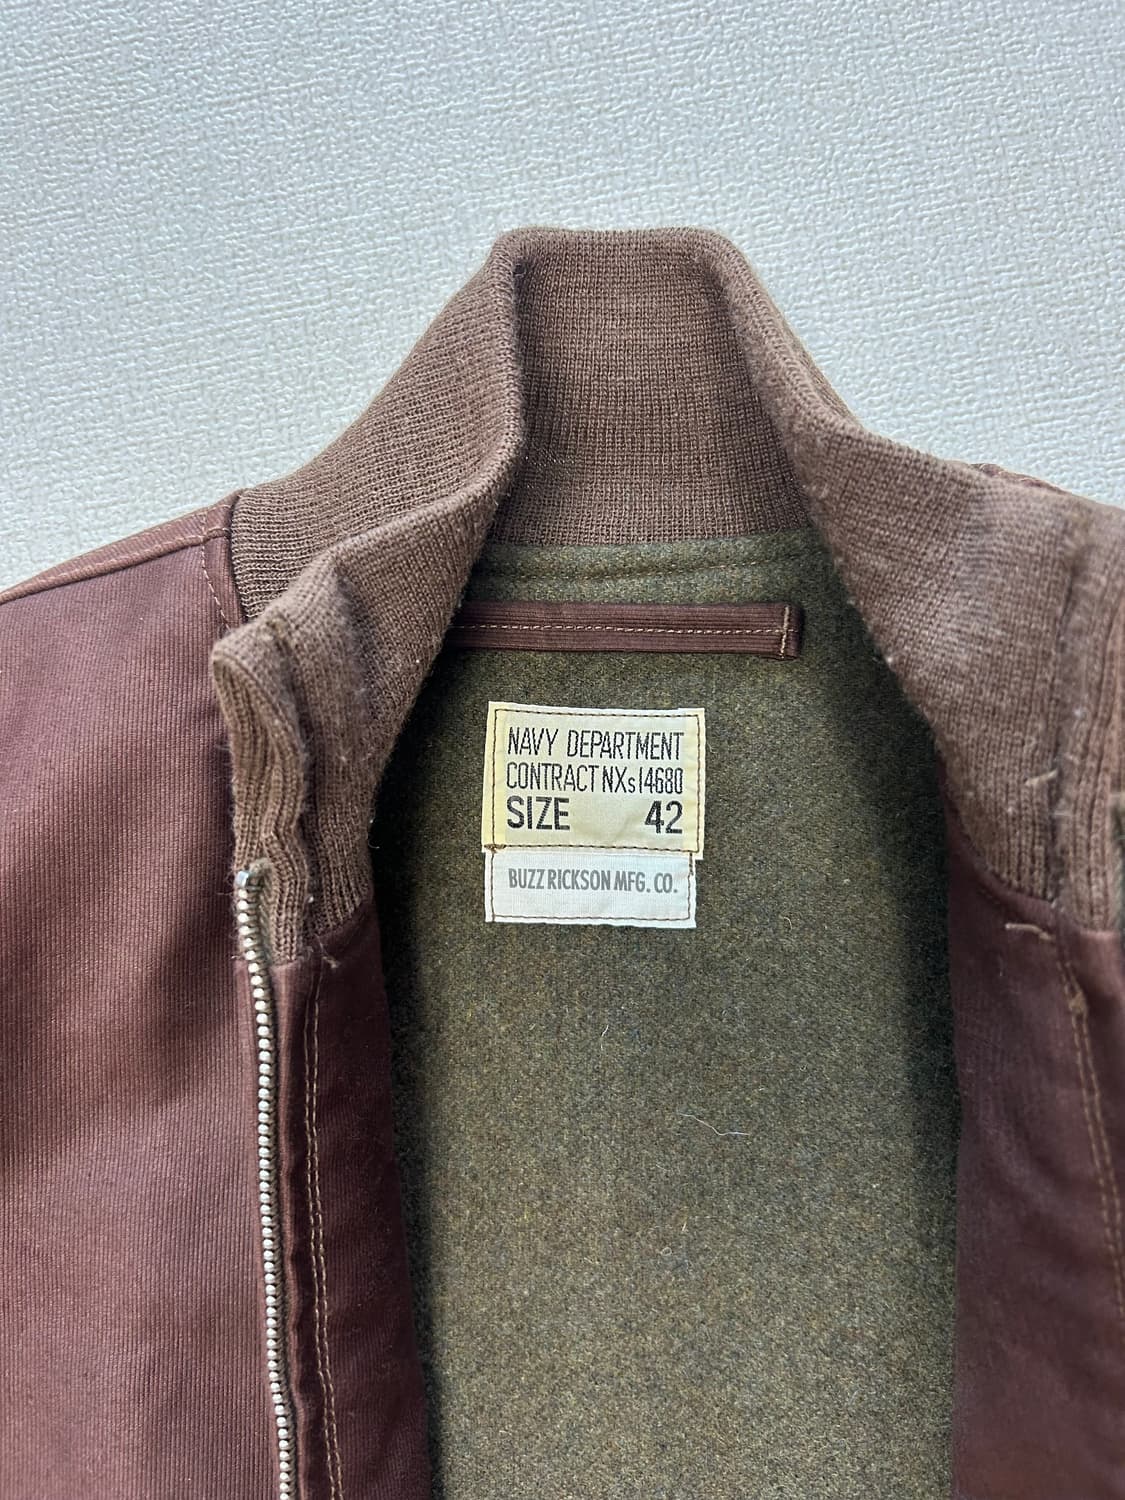 NAVY DEPARTMENT
CONTRACT NXs14680
SIZE 42
BUZZ RICKSON MFG. CO.